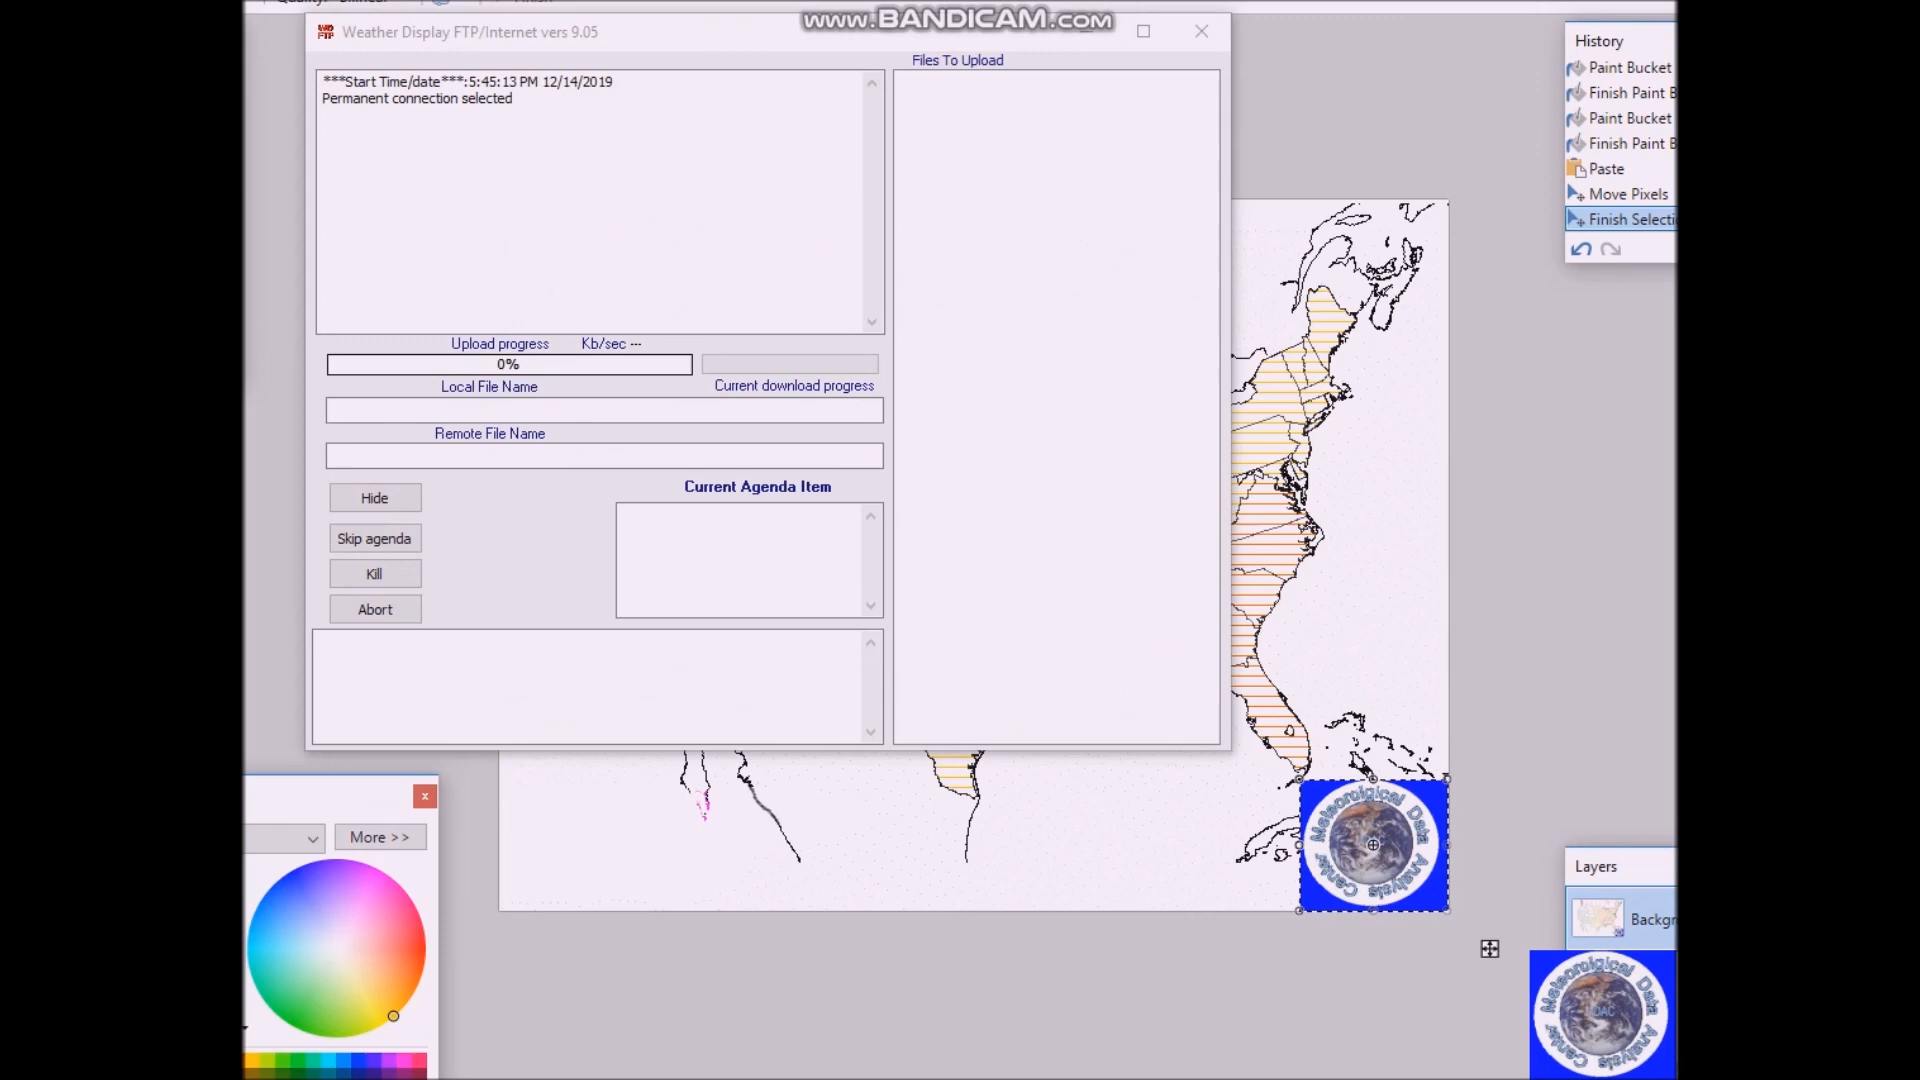 www.BANDICAM.com
Weather Display FTP/Internet vers 9.05
Files To Upload
***Start Time/date***:5:45:13 PM 12/14/2019
Permanent connection selected
Upload progress
Kb/sec ---
0%
Local File Name
Current download progress
Remote File Name
Current Agenda Item
Hide
Skip agenda
Kill
Abort
History
Paint Bucket
Finish Paint B
Paint Bucket
Finish Paint B
Paste
Move Pixels
Finish Selecti
x
More >>
Meteorolgical Data Analysis Center
Layers
Backgr
Meteorolgical Data Analysis Center
DAC